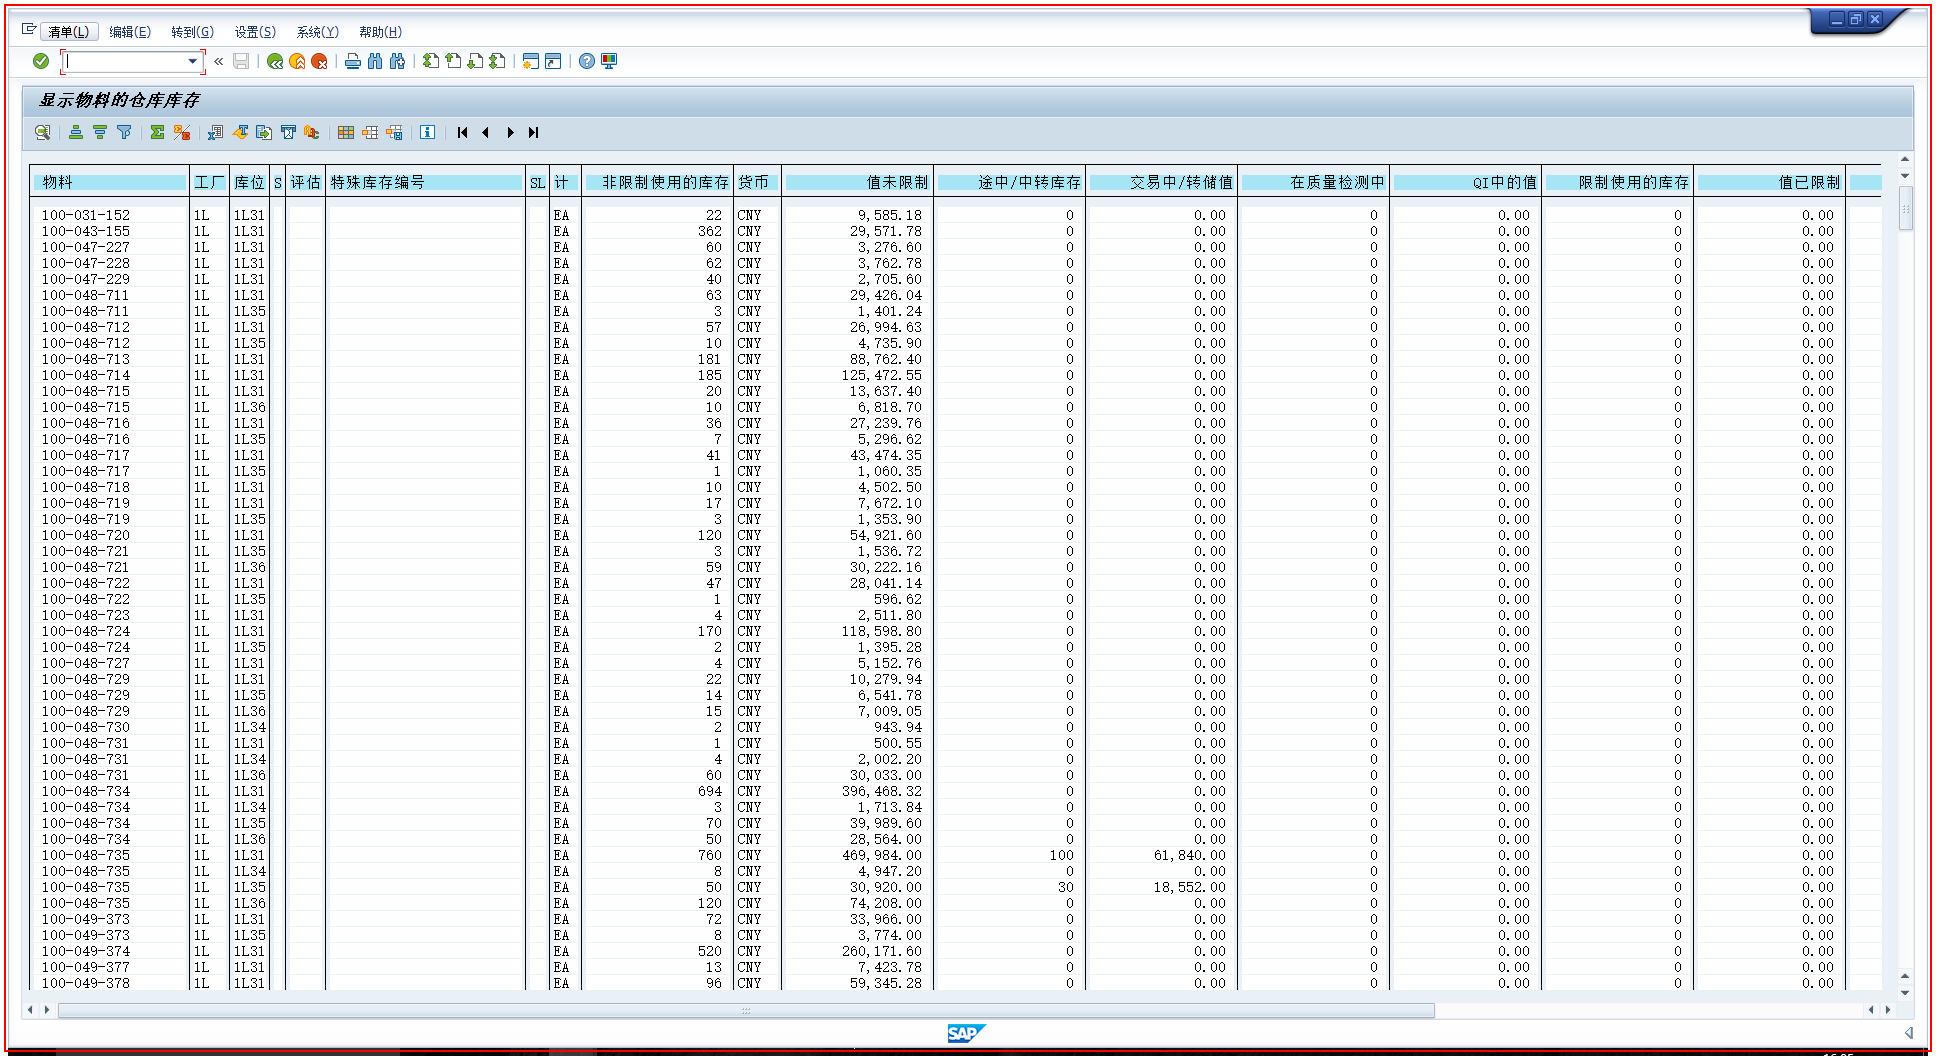 清单(L) 编辑(E) 转到(G) 设置(S) 系统(Y) 帮助(H)
显示物料的仓库库存
物料 工厂 库位 S 评估 特殊库存编号 SL 计 非限制使用的库存 货币 值未限制 途中/中转库存 交易中/转储值 在质量检测中 QI中的值 限制使用的库存 值已限制
100-031-152 1L 1L31 EA 22 CNY 9,585.18 0 0.00 0 0.00 0 0.00
100-043-155 1L 1L31 EA 362 CNY 29,571.78 0 0.00 0 0.00 0 0.00
100-047-227 1L 1L31 EA 60 CNY 3,276.60 0 0.00 0 0.00 0 0.00
100-047-228 1L 1L31 EA 62 CNY 3,762.78 0 0.00 0 0.00 0 0.00
100-047-229 1L 1L31 EA 40 CNY 2,705.60 0 0.00 0 0.00 0 0.00
100-048-711 1L 1L31 EA 63 CNY 29,426.04 0 0.00 0 0.00 0 0.00
100-048-711 1L 1L35 EA 3 CNY 1,401.24 0 0.00 0 0.00 0 0.00
100-048-712 1L 1L31 EA 57 CNY 26,994.63 0 0.00 0 0.00 0 0.00
100-048-712 1L 1L35 EA 10 CNY 4,735.90 0 0.00 0 0.00 0 0.00
100-048-713 1L 1L31 EA 181 CNY 88,762.40 0 0.00 0 0.00 0 0.00
100-048-714 1L 1L31 EA 185 CNY 125,472.55 0 0.00 0 0.00 0 0.00
100-048-715 1L 1L31 EA 20 CNY 13,637.40 0 0.00 0 0.00 0 0.00
100-048-715 1L 1L36 EA 10 CNY 6,818.70 0 0.00 0 0.00 0 0.00
100-048-716 1L 1L31 EA 36 CNY 27,239.76 0 0.00 0 0.00 0 0.00
100-048-716 1L 1L35 EA 7 CNY 5,296.62 0 0.00 0 0.00 0 0.00
100-048-717 1L 1L31 EA 41 CNY 43,474.35 0 0.00 0 0.00 0 0.00
100-048-717 1L 1L35 EA 1 CNY 1,060.35 0 0.00 0 0.00 0 0.00
100-048-718 1L 1L31 EA 10 CNY 4,502.50 0 0.00 0 0.00 0 0.00
100-048-719 1L 1L31 EA 17 CNY 7,672.10 0 0.00 0 0.00 0 0.00
100-048-719 1L 1L35 EA 3 CNY 1,353.90 0 0.00 0 0.00 0 0.00
100-048-720 1L 1L31 EA 120 CNY 54,921.60 0 0.00 0 0.00 0 0.00
100-048-721 1L 1L35 EA 3 CNY 1,536.72 0 0.00 0 0.00 0 0.00
100-048-721 1L 1L36 EA 59 CNY 30,222.16 0 0.00 0 0.00 0 0.00
100-048-722 1L 1L31 EA 47 CNY 28,041.14 0 0.00 0 0.00 0 0.00
100-048-722 1L 1L35 EA 1 CNY 596.62 0 0.00 0 0.00 0 0.00
100-048-723 1L 1L31 EA 4 CNY 2,511.80 0 0.00 0 0.00 0 0.00
100-048-724 1L 1L31 EA 170 CNY 118,598.80 0 0.00 0 0.00 0 0.00
100-048-724 1L 1L35 EA 2 CNY 1,395.28 0 0.00 0 0.00 0 0.00
100-048-727 1L 1L31 EA 4 CNY 5,152.76 0 0.00 0 0.00 0 0.00
100-048-729 1L 1L31 EA 22 CNY 10,279.94 0 0.00 0 0.00 0 0.00
100-048-729 1L 1L35 EA 14 CNY 6,541.78 0 0.00 0 0.00 0 0.00
100-048-729 1L 1L36 EA 15 CNY 7,009.05 0 0.00 0 0.00 0 0.00
100-048-730 1L 1L34 EA 2 CNY 943.94 0 0.00 0 0.00 0 0.00
100-048-731 1L 1L31 EA 1 CNY 500.55 0 0.00 0 0.00 0 0.00
100-048-731 1L 1L34 EA 4 CNY 2,002.20 0 0.00 0 0.00 0 0.00
100-048-731 1L 1L36 EA 60 CNY 30,033.00 0 0.00 0 0.00 0 0.00
100-048-734 1L 1L31 EA 694 CNY 396,468.32 0 0.00 0 0.00 0 0.00
100-048-734 1L 1L34 EA 3 CNY 1,713.84 0 0.00 0 0.00 0 0.00
100-048-734 1L 1L35 EA 70 CNY 39,989.60 0 0.00 0 0.00 0 0.00
100-048-734 1L 1L36 EA 50 CNY 28,564.00 0 0.00 0 0.00 0 0.00
100-048-735 1L 1L31 EA 760 CNY 469,984.00 100 61,840.00 0 0.00 0 0.00
100-048-735 1L 1L34 EA 8 CNY 4,947.20 0 0.00 0 0.00 0 0.00
100-048-735 1L 1L35 EA 50 CNY 30,920.00 30 18,552.00 0 0.00 0 0.00
100-048-735 1L 1L36 EA 120 CNY 74,208.00 0 0.00 0 0.00 0 0.00
100-049-373 1L 1L31 EA 72 CNY 33,966.00 0 0.00 0 0.00 0 0.00
100-049-373 1L 1L35 EA 8 CNY 3,774.00 0 0.00 0 0.00 0 0.00
100-049-374 1L 1L31 EA 520 CNY 260,171.60 0 0.00 0 0.00 0 0.00
100-049-377 1L 1L31 EA 13 CNY 7,423.78 0 0.00 0 0.00 0 0.00
100-049-378 1L 1L31 EA 96 CNY 59,345.28 0 0.00 0 0.00 0 0.00
SAP